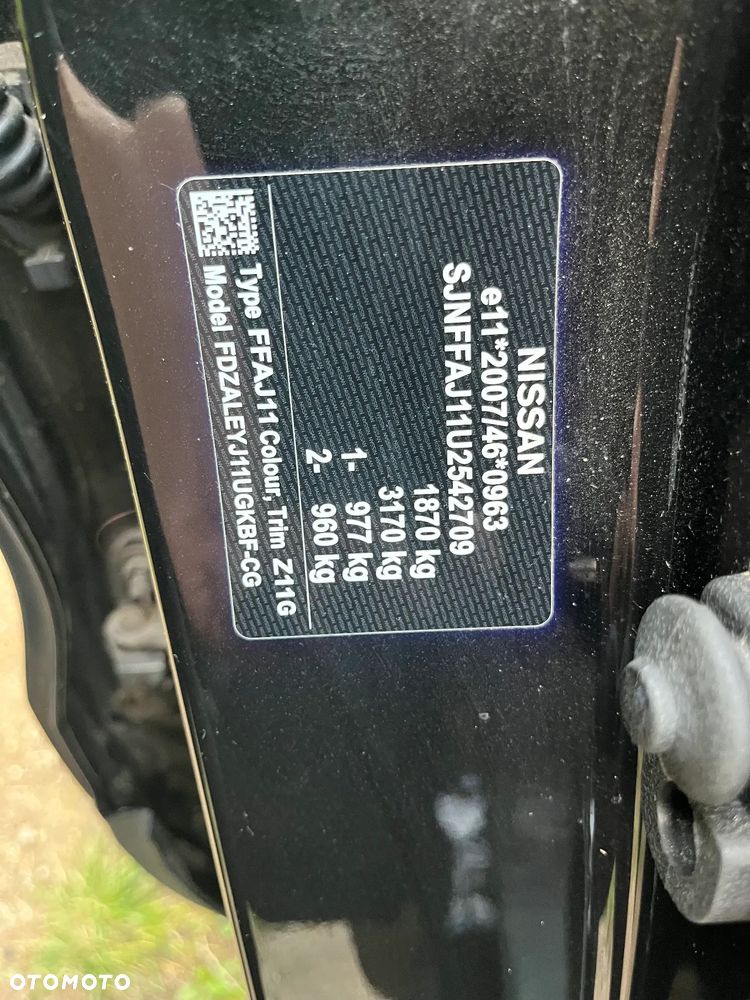 NISSAN
e11*2007/46*0963
SJNFFAJ11U2542709
1870 kg
3170 kg
1- 977 kg
2- 960 kg
Type FFAJ11 Colour, Trim Z11G
Model FDZALEYJ11UGKBF-CG
OTOMOTO